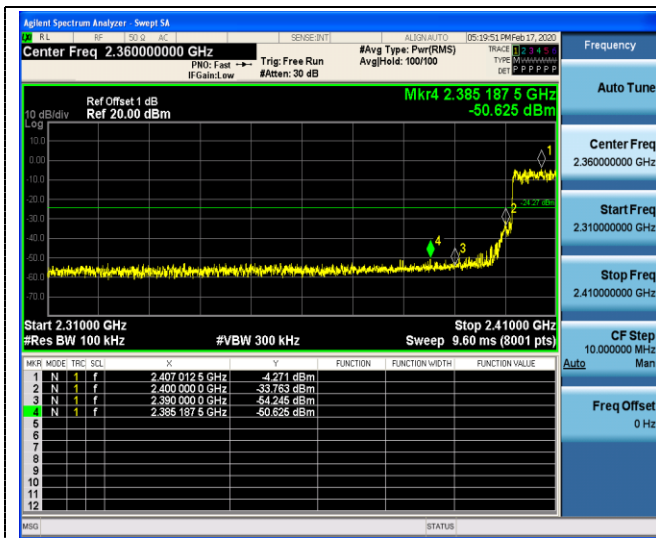 Agilent Spectrum Analyzer - Swept SA
RL RF 50 Ω AC SENSE:INT ALIGNAUTO 05:19:51 PM Feb 17, 2020
Center Freq 2.360000000 GHz
PNO: Fast
IFGain:Low
Trig: Free Run
#Atten: 30 dB
#Avg Type: Pwr(RMS)
Avg|Hold: 100/100
TRACE 1 2 3 4 5 6
TYPE M
DET P P P P P P
Ref Offset 1 dB
Ref 20.00 dBm
10 dB/div
Log
Mkr4 2.385 187 5 GHz
-50.625 dBm
10.0
0.00
-10.0
-20.0
-30.0
-40.0
-50.0
-60.0
-70.0
1
-24.27 dBm
2
4
3
Start 2.31000 GHz
Stop 2.41000 GHz
#Res BW 100 kHz
#VBW 300 kHz
Sweep 9.60 ms (8001 pts)
MKR MODE TRC SCL X Y FUNCTION FUNCTION WIDTH FUNCTION VALUE
1 N 1 f 2.407 012 5 GHz -4.271 dBm
2 N 1 f 2.400 000 0 GHz -33.763 dBm
3 N 1 f 2.390 000 0 GHz -54.245 dBm
4 N 1 f 2.385 187 5 GHz -50.625 dBm
5
6
7
8
9
10
11
12
MSG
STATUS
Frequency
Auto Tune
Center Freq
2.360000000 GHz
Start Freq
2.310000000 GHz
Stop Freq
2.410000000 GHz
CF Step
10.000000 MHz
Auto Man
Freq Offset
0 Hz